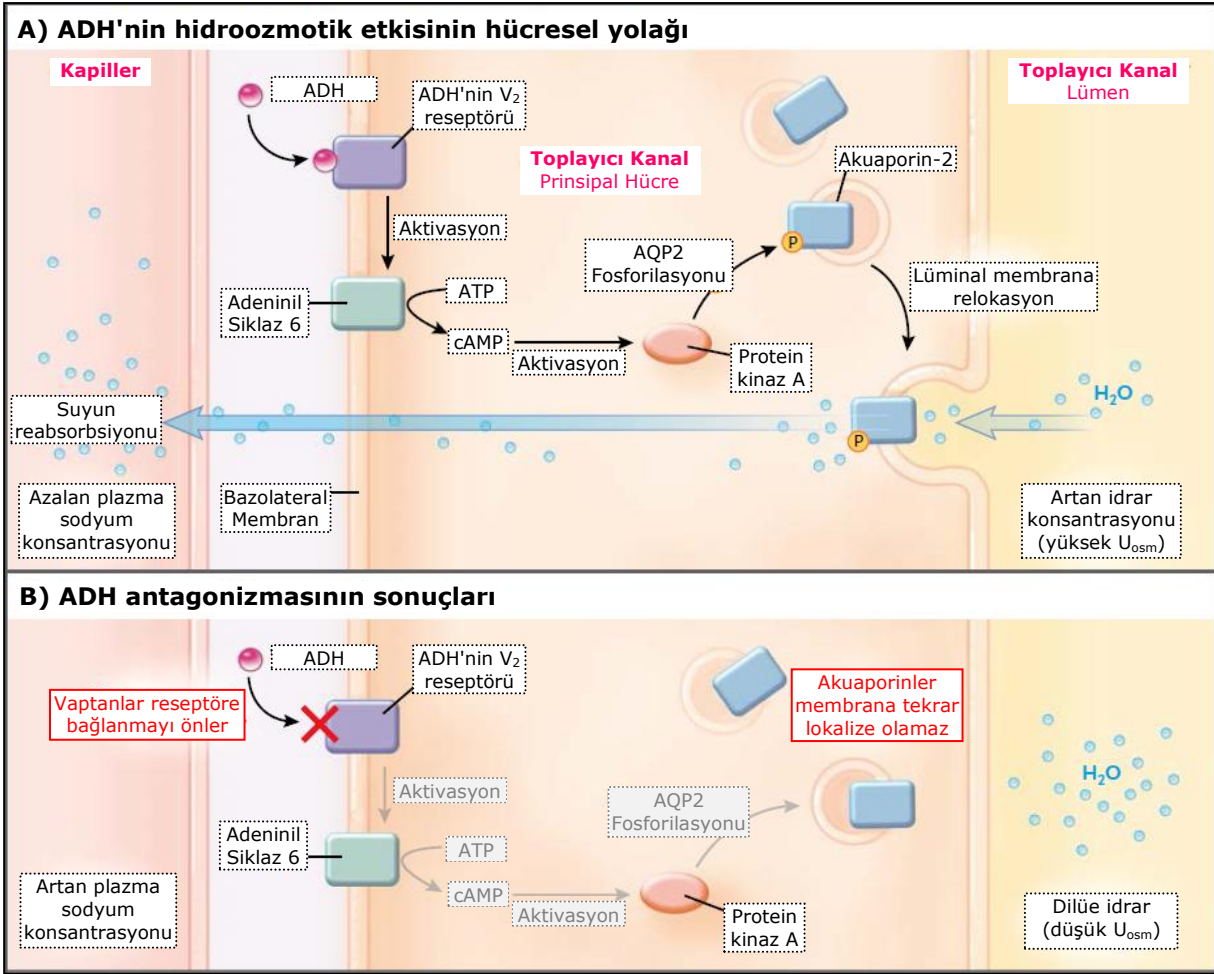 A) ADH'nin hidroozmotik etkisinin hücresel yolağı
Kapiller
ADH
ADH'nin V₂
reseptörü
Toplayıcı Kanal
Lümen
Toplayıcı Kanal
Prinsipal Hücre
Akuaporin-2
P
Aktivasyon
AQP2
Fosforilasyonu
Lüminal membrana
relokasyon
Adeninil
Siklaz 6
ATP
cAMP
Aktivasyon
Protein
kinaz A
H₂O
Suyun
reabsorbsiyonu
P
Azalan plazma
sodyum
konsantrasyonu
Bazolateral
Membran
Artan idrar
konsantrasyonu
(yüksek Uₒₛₘ)
B) ADH antagonizmasının sonuçları
ADH
ADH'nin V₂
reseptörü
Vaptanlar reseptöre
bağlanmayı önler
Akuaporinler
membrana tekrar
lokalize olamaz
H₂O
Aktivasyon
AQP2
Fosforilasyonu
Adeninil
Siklaz 6
ATP
cAMP
Aktivasyon
Protein
kinaz A
Artan plazma
sodyum
konsantrasyonu
Dilüe idrar
(düşük Uₒₛₘ)